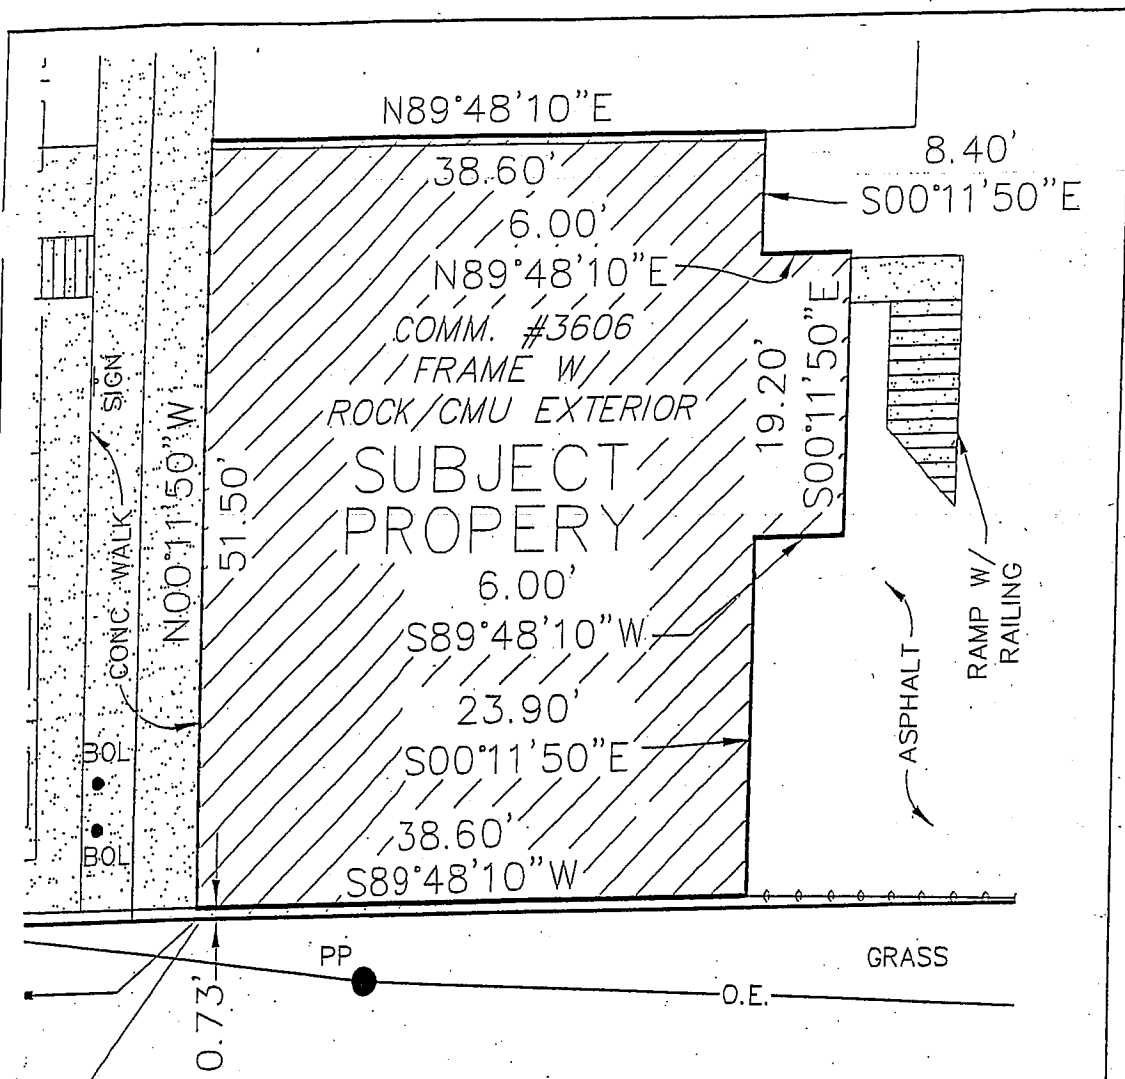 N89°48'10"E
38.60'
8.40'
S00°11'50"E
6.00'
N89°48'10"E
COMM. #3606
FRAME W/
ROCK/CMU EXTERIOR
SUBJECT
PROPERY
19.20'
S00°11'50"E
SIGN
CONC. WALK
N00°11'50"W
51.50'
6.00'
S89°48'10"W
RAMP W/
RAILING
ASPHALT
23.90'
S00°11'50"E
BOL
BOL
38.60'
S89°48'10"W
PP
GRASS
O.E.
0.73'